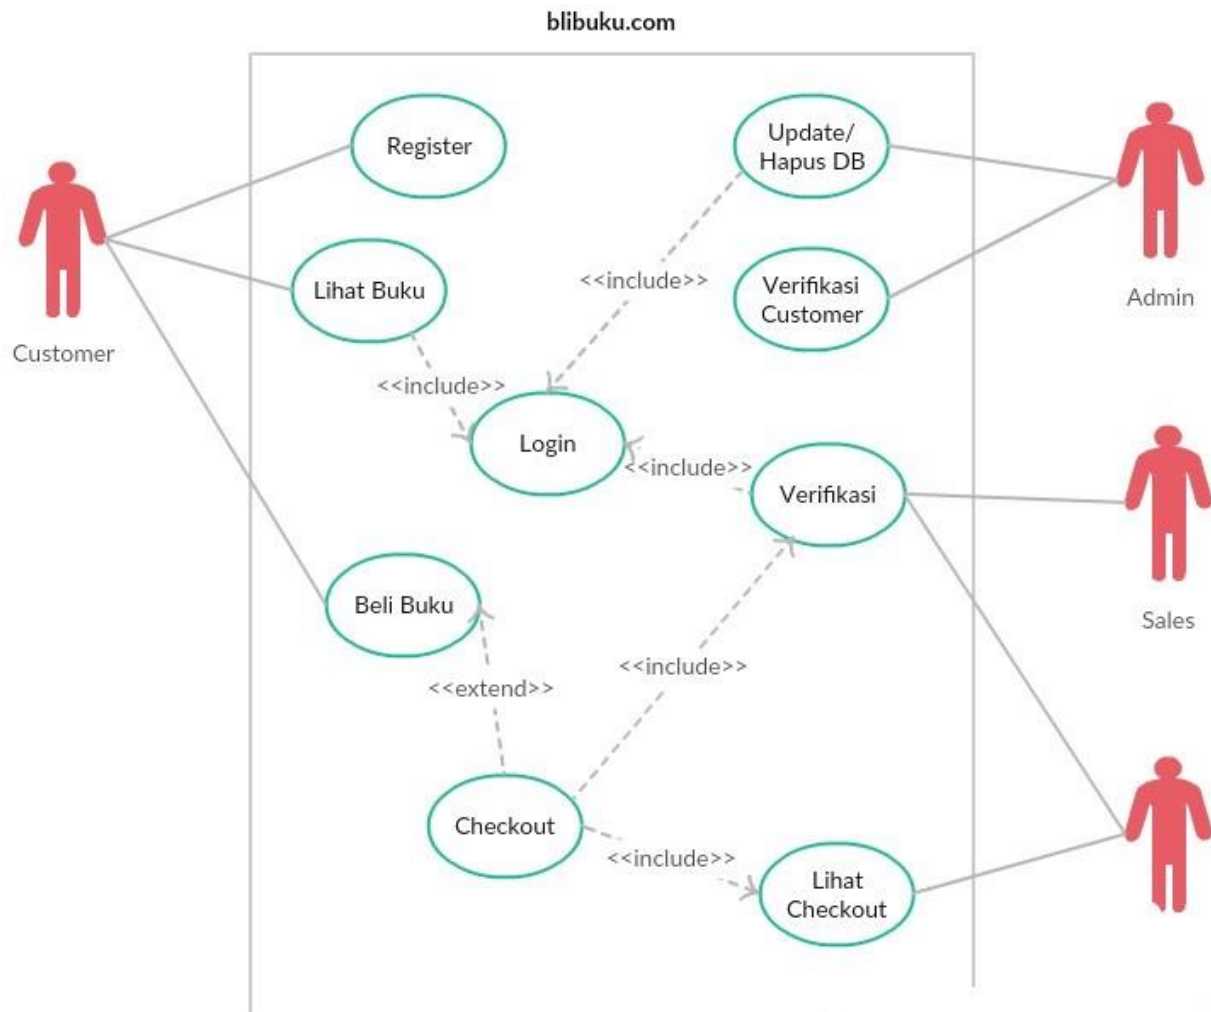 blibuku.com
Register
Update/
Hapus DB
Lihat Buku
<<include>>
Verifikasi
Customer
Admin
Customer
<<include>>
Login
<<include>>
Verifikasi
Beli Buku
Sales
<<include>>
<<extend>>
Checkout
<<include>>
Lihat
Checkout